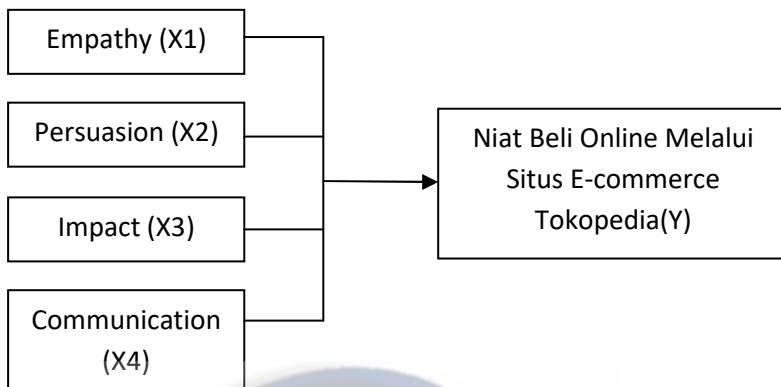 Empathy (X1)
Persuasion (X2)
Impact (X3)
Communication
(X4)
Niat Beli Online Melalui
Situs E-commerce
Tokopedia(Y)